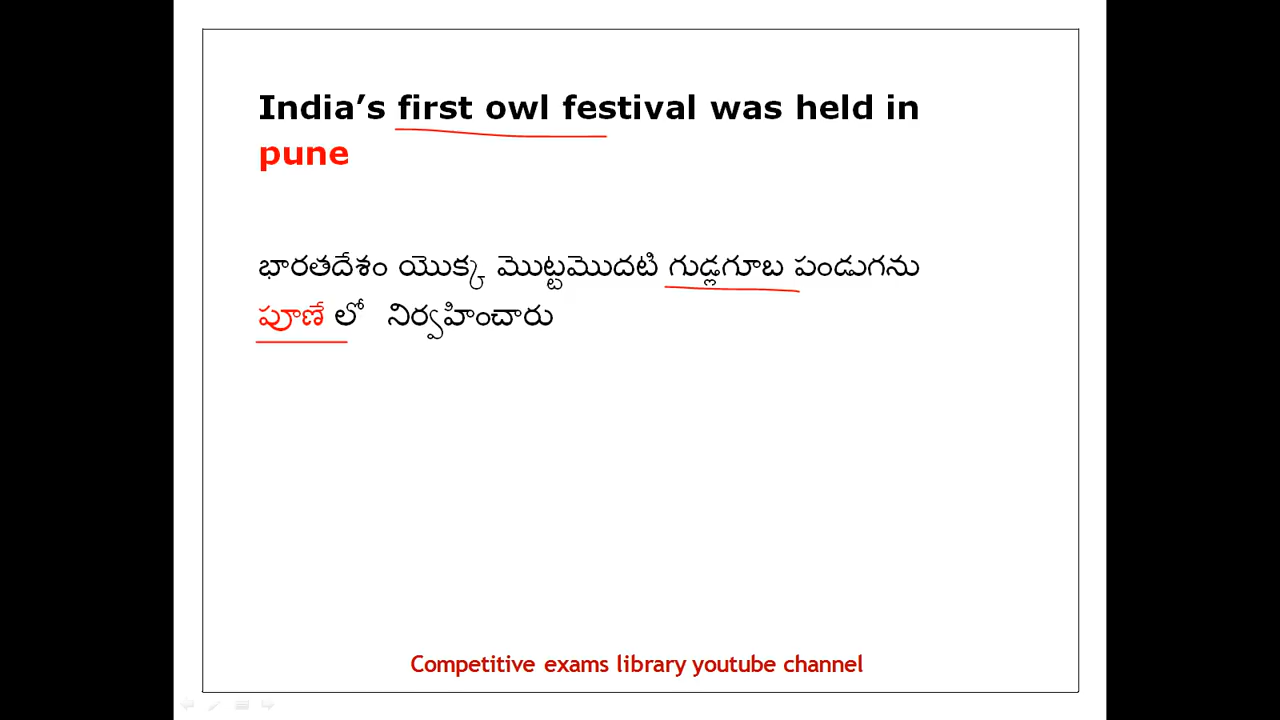 India’s first owl festival was held in
pune
భారతదేశం యొక్క మొట్టమొదటి గుడ్లగూబ పండుగను
పూణే లో నిర్వహించారు
Competitive exams library youtube channel